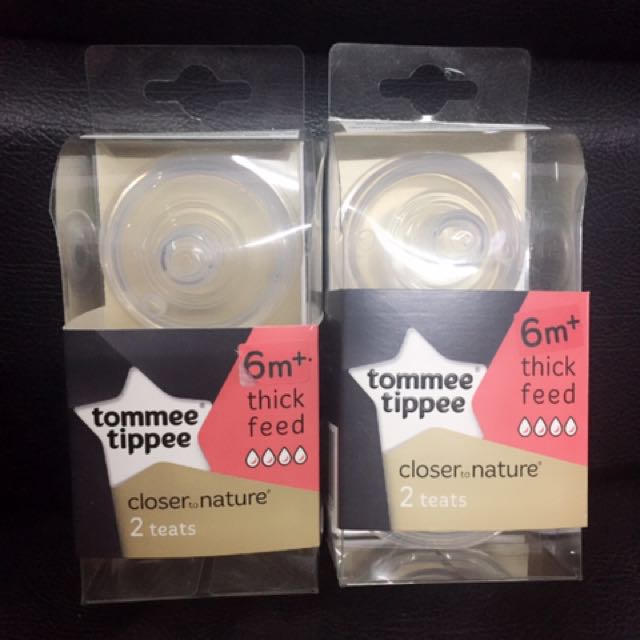 6m+
thick
feed
tommee®
tippee
closer to nature®
2 teats
6m+
thick
feed
tommee®
tippee
closer to nature®
2 teats